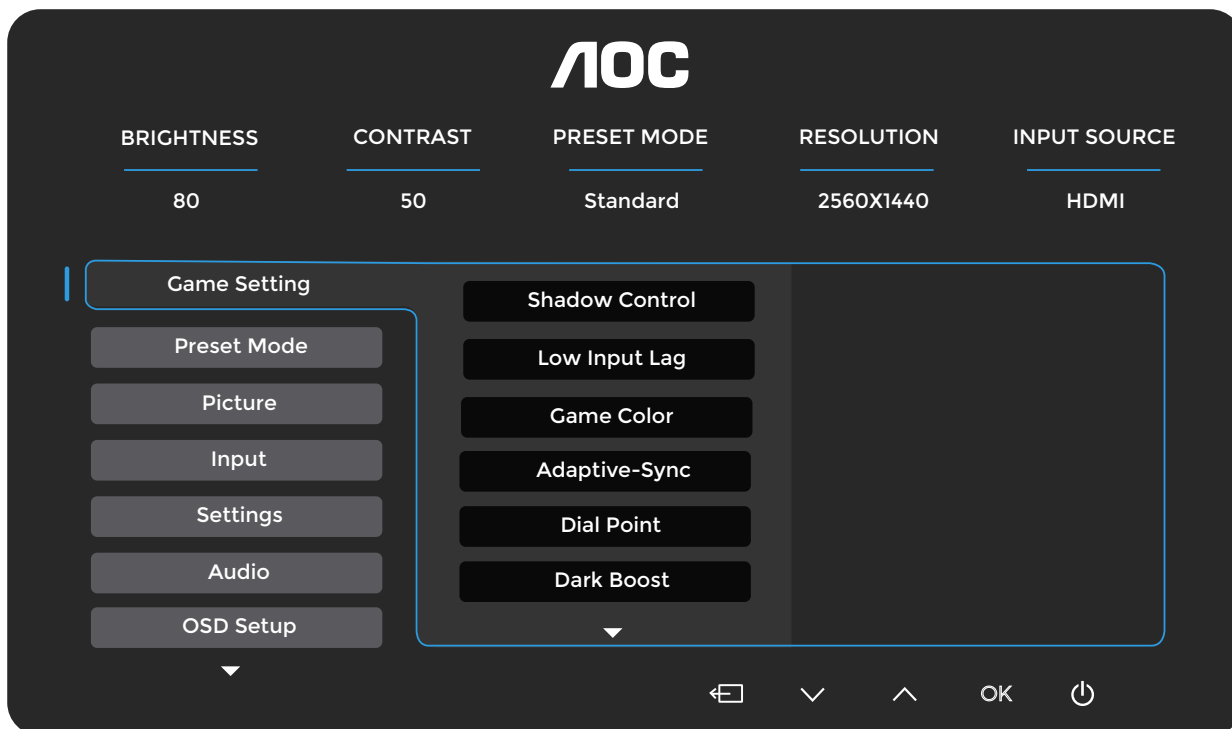 AOC
BRIGHTNESS CONTRAST PRESET MODE RESOLUTION INPUT SOURCE
80 50 Standard 2560X1440 HDMI
Game Setting
Preset Mode
Picture
Input
Settings
Audio
OSD Setup
Shadow Control
Low Input Lag
Game Color
Adaptive-Sync
Dial Point
Dark Boost
OK